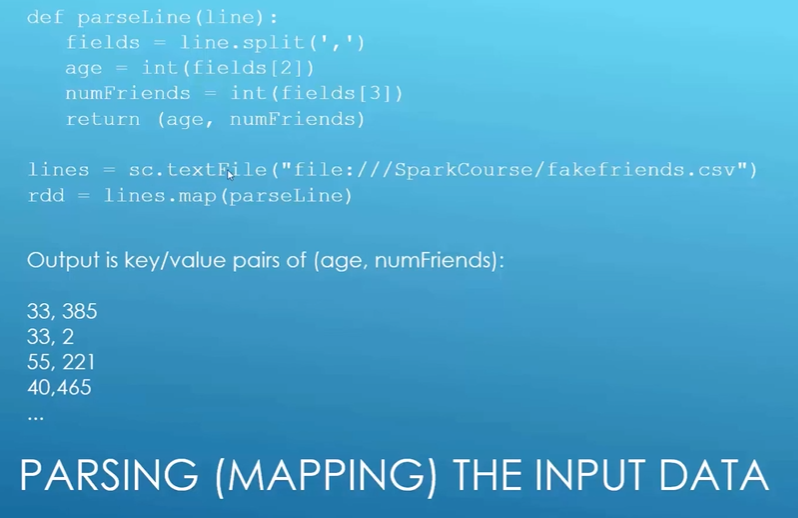 def parseLine(line):
fields = line.split(',')
age = int(fields[2])
numFriends = int(fields[3])
return (age, numFriends)
lines = sc.textFile("file:///SparkCourse/fakefriends.csv")
rdd = lines.map(parseLine)
Output is key/value pairs of (age, numFriends):
33, 385
33, 2
55, 221
40,465
...
PARSING (MAPPING) THE INPUT DATA